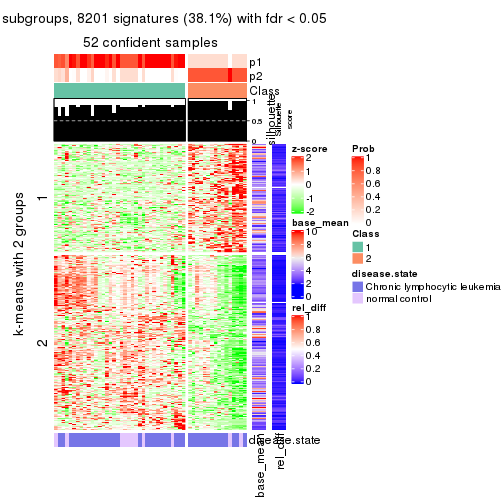 subgroups, 8201 signatures (38.1%) with fdr < 0.05
52 confident samples
p1
p2
Class
silhouette
Silhouette
score
1
0.5
0
k-means with 2 groups
1
2
z-score
2
1
0
-1
-2
base_mean
10
8
6
4
2
0
rel_diff
1
0.8
0.6
0.4
0.2
0
Prob
1
0.8
0.6
0.4
0.2
0
Class
1
2
disease.state
Chronic lymphocytic leukemia
normal control
disease.state
base_mean
rel_diff